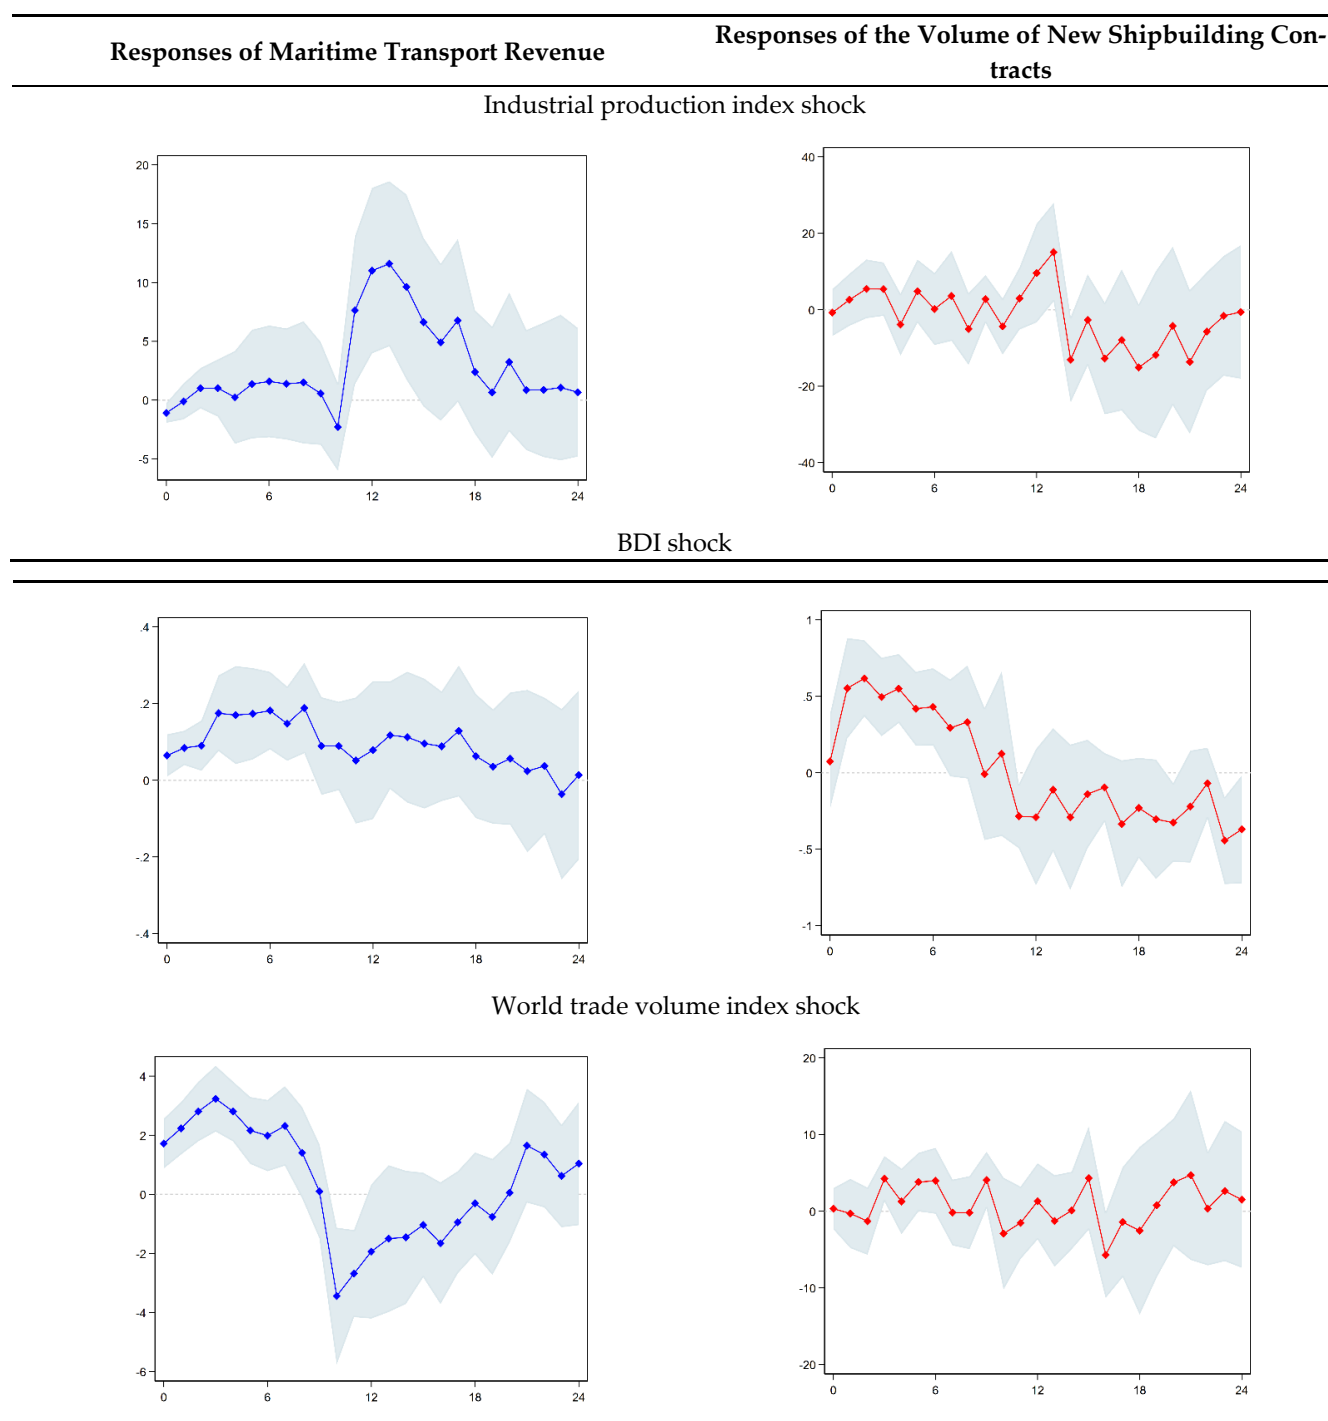 Responses of Maritime Transport Revenue
Responses of the Volume of New Shipbuilding Con-
tracts
Industrial production index shock
20
15
10
5
0
-5
0 6 12 18 24
40
20
0
-20
-40
0 6 12 18 24
BDI shock
.4
.2
0
-.2
-.4
0 6 12 18 24
1
.5
0
-.5
-1
0 6 12 18 24
World trade volume index shock
4
2
0
-2
-4
-6
0 6 12 18 24
20
10
0
-10
-20
0 6 12 18 24